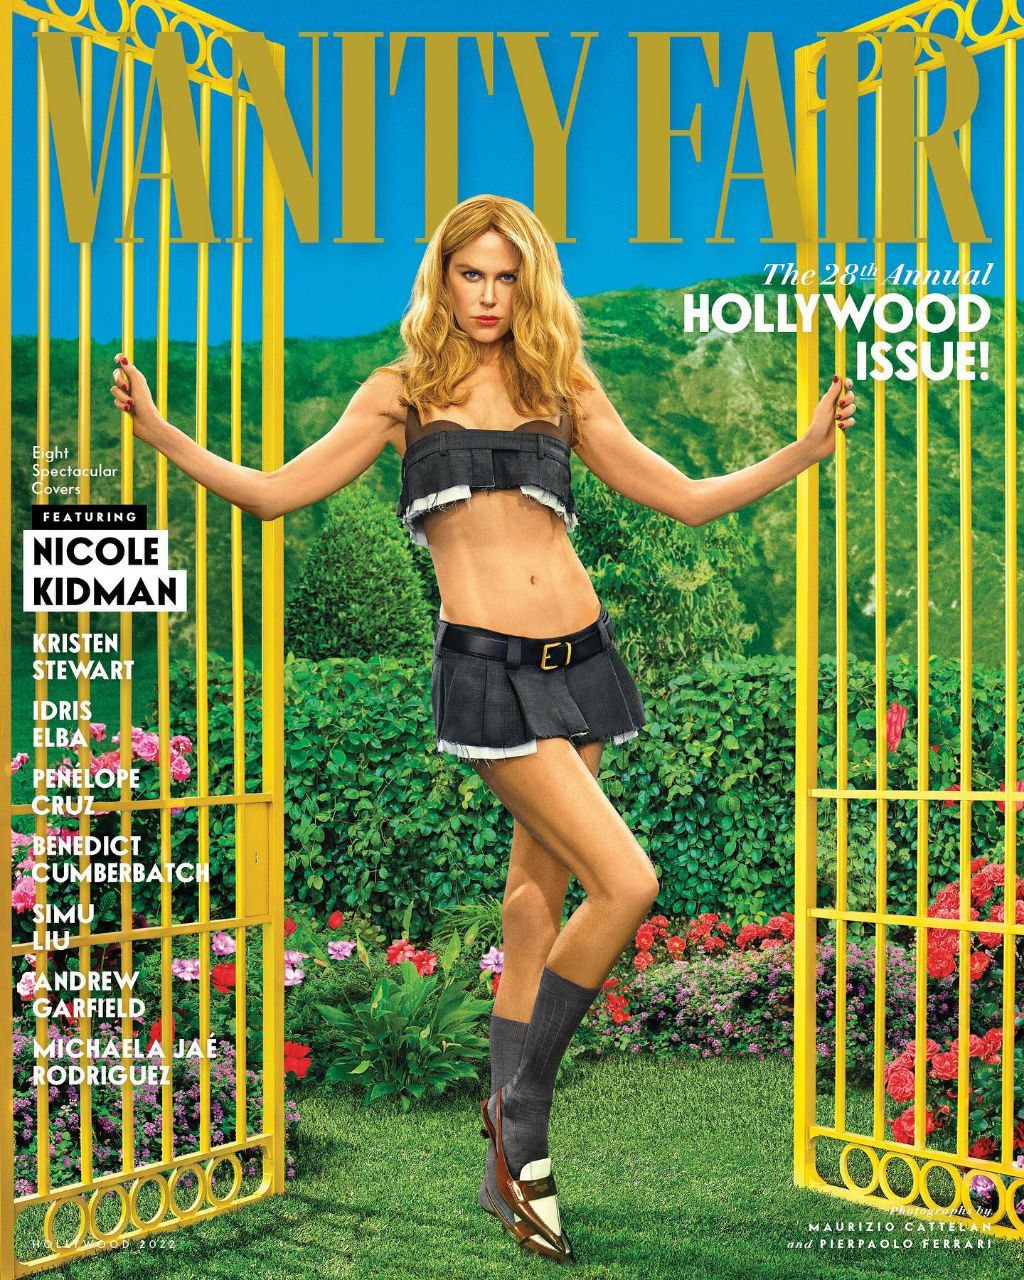 VANITY FAIR
The 28th Annual
HOLLYWOOD
ISSUE!
Eight
Spectacular
Covers
FEATURING
NICOLE
KIDMAN
KRISTEN
STEWART
IDRIS
ELBA
PENÉLOPE
CRUZ
BENEDICT
CUMBERBATCH
SIMU
LIU
ANDREW
GARFIELD
MICHAELA JAÉ
RODRIGUEZ
HOLLYWOOD 2022
Photographs by
MAURIZIO CATTELAN
and PIERPAOLO FERRARI